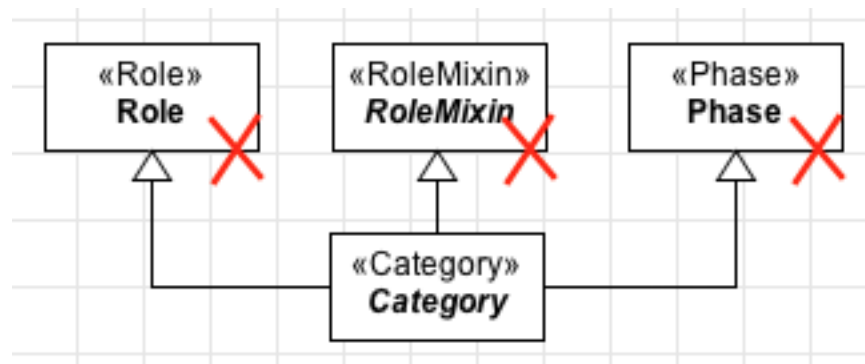 «Role»
Role
«RoleMixin»
RoleMixin
«Phase»
Phase
«Category»
Category